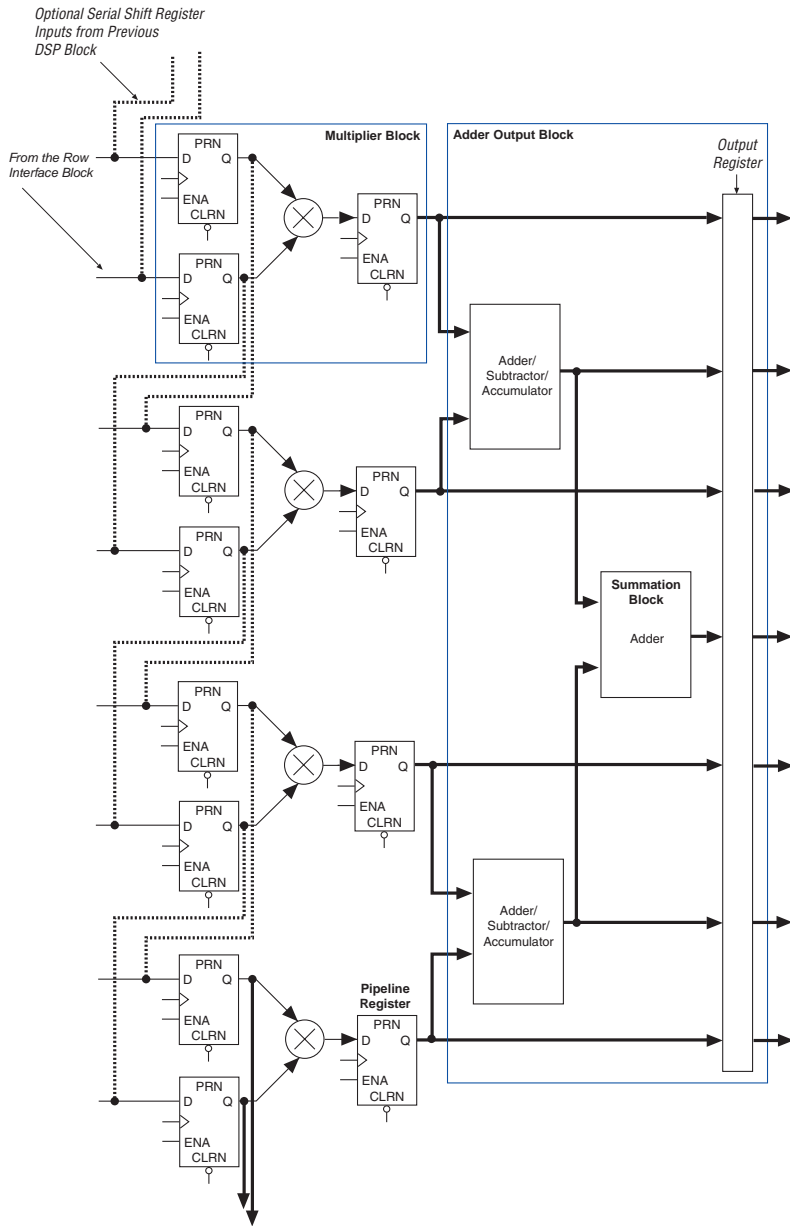 Optional Serial Shift Register
Inputs from Previous
DSP Block
From the Row
Interface Block
Multiplier Block
PRN
D Q
ENA
CLRN
PRN
D Q
ENA
CLRN
PRN
D Q
ENA
CLRN
Adder Output Block
Output
Register
Adder/
Subtractor/
Accumulator
PRN
D Q
ENA
CLRN
PRN
D Q
ENA
CLRN
PRN
D Q
ENA
CLRN
Summation
Block
Adder
PRN
D Q
ENA
CLRN
PRN
D Q
ENA
CLRN
PRN
D Q
ENA
CLRN
Adder/
Subtractor/
Accumulator
PRN
D Q
ENA
CLRN
PRN
D Q
ENA
CLRN
Pipeline
Register
PRN
D Q
ENA
CLRN